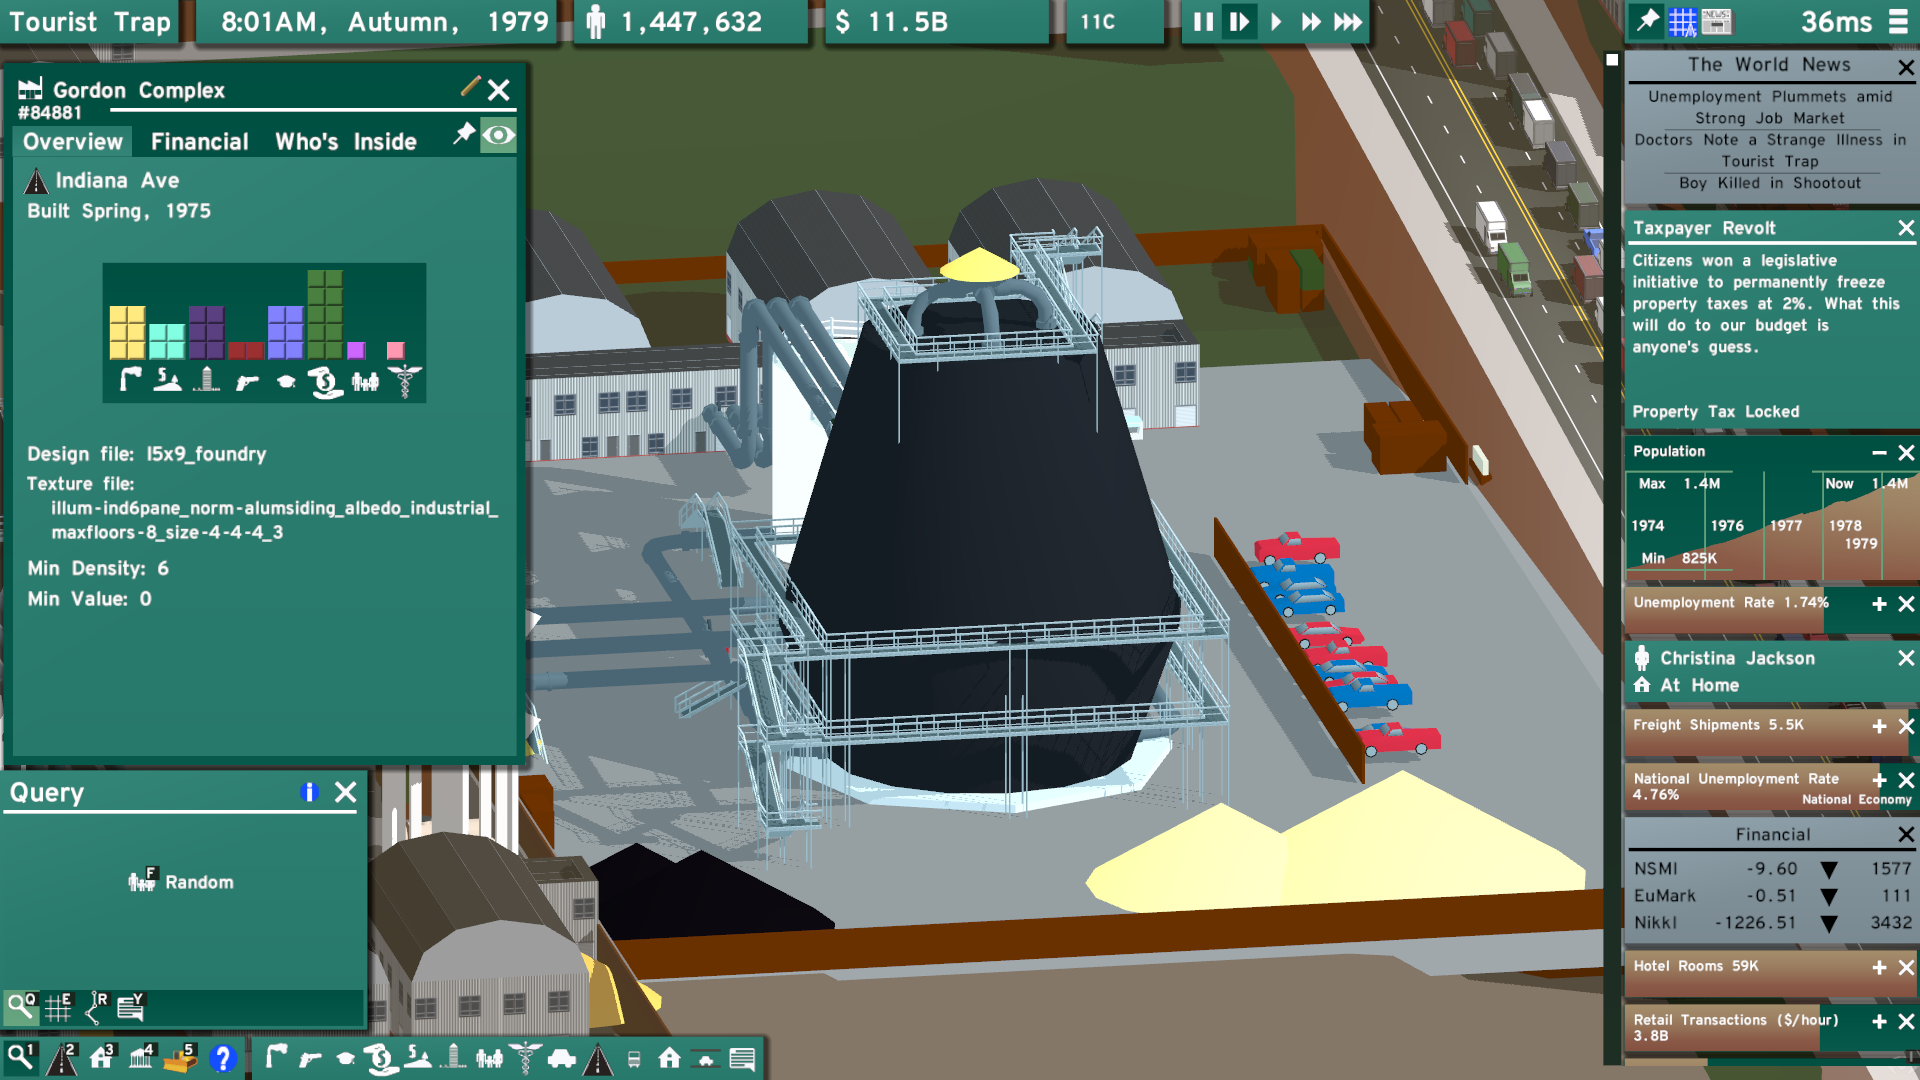 Tourist Trap
8:01AM, Autumn, 1979
1,447,632
$ 11.5B
11C
36ms
Gordon Complex
#84881
Overview
Financial
Who's Inside
Indiana Ave
Built Spring, 1975
Design file: I5x9_foundry
Texture file:
illum-ind6pane_norm-alumsiding_albedo_industrial_
maxfloors-8_size-4-4-4_3
Min Density: 6
Min Value: 0
Query
i
F
Random
Q
E
R
Y
1
2
3
4
5
?
The World News
Unemployment Plummets amid
Strong Job Market
Doctors Note a Strange Illness in
Tourist Trap
Boy Killed in Shootout
Taxpayer Revolt
Citizens won a legislative
initiative to permanently freeze
property taxes at 2%. What this
will do to our budget is
anyone's guess.
Property Tax Locked
Population
Max 1.4M
Now 1.4M
1974
1976
1977
1978
1979
Min 825K
Unemployment Rate 1.74%
Christina Jackson
At Home
Freight Shipments 5.5K
National Unemployment Rate
4.76%
National Economy
Financial
NSMI -9.60 ▼ 1577
EuMark -0.51 ▼ 111
NikkI -1226.51 ▼ 3432
Hotel Rooms 59K
Retail Transactions ($/hour)
3.8B